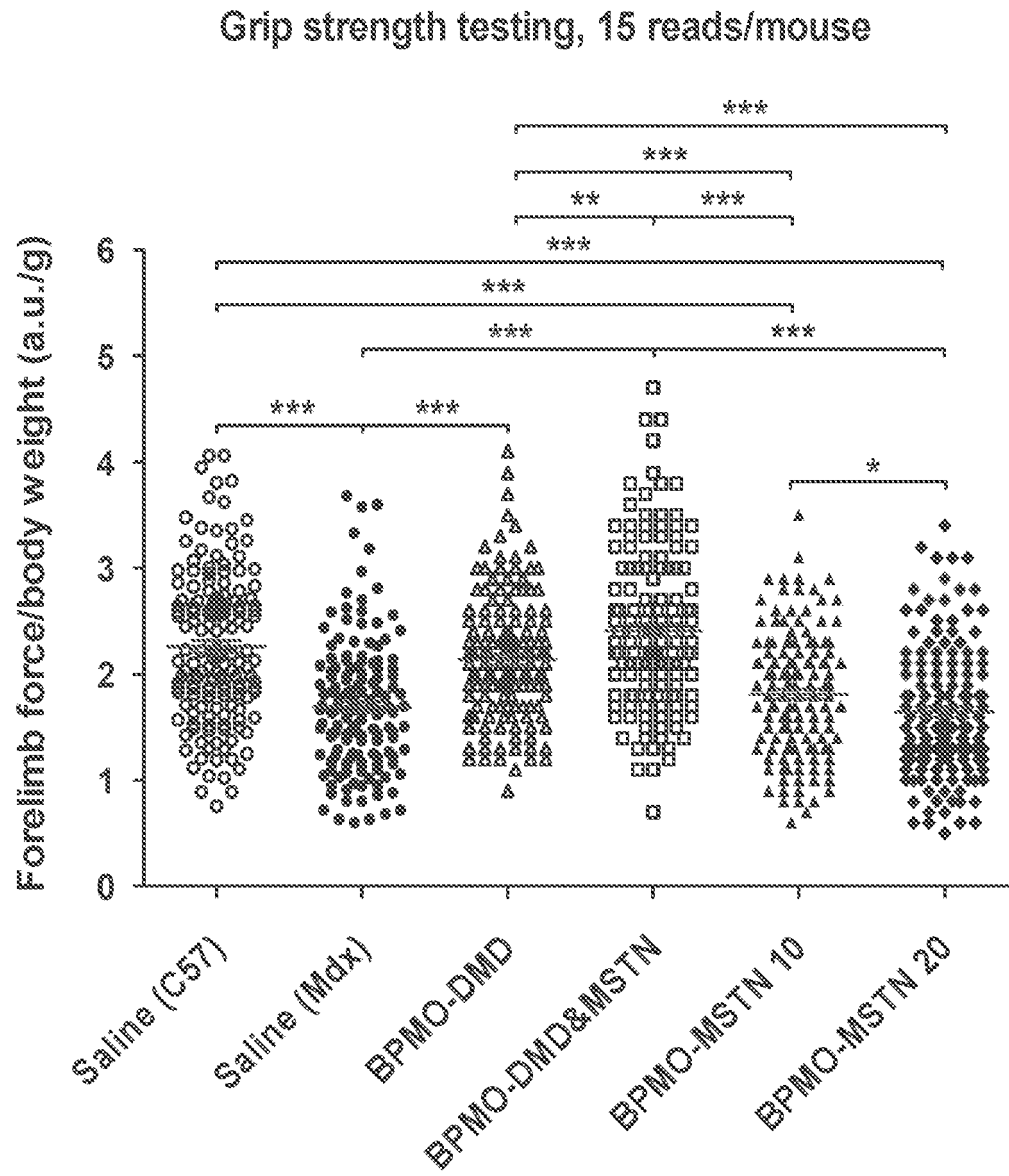 Grip strength testing, 15 reads/mouse
***
***
** ***
***
***
*** ***
*** ***
*
Forelimb force/body weight (a.u./g)
6
5
4
3
2
1
0
Saline (C57)
Saline (Mdx)
BPMO-DMD
BPMO-DMD&MSTN
BPMO-MSTN 10
BPMO-MSTN 20